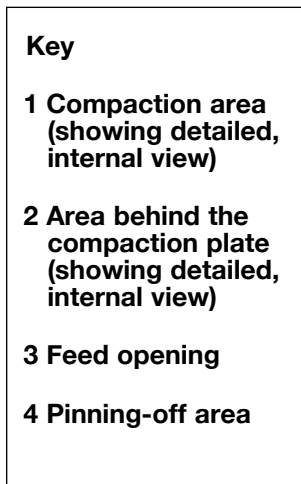 Key
1 Compaction area
(showing detailed,
internal view)
2 Area behind the
compaction plate
(showing detailed,
internal view)
3 Feed opening
4 Pinning-off area